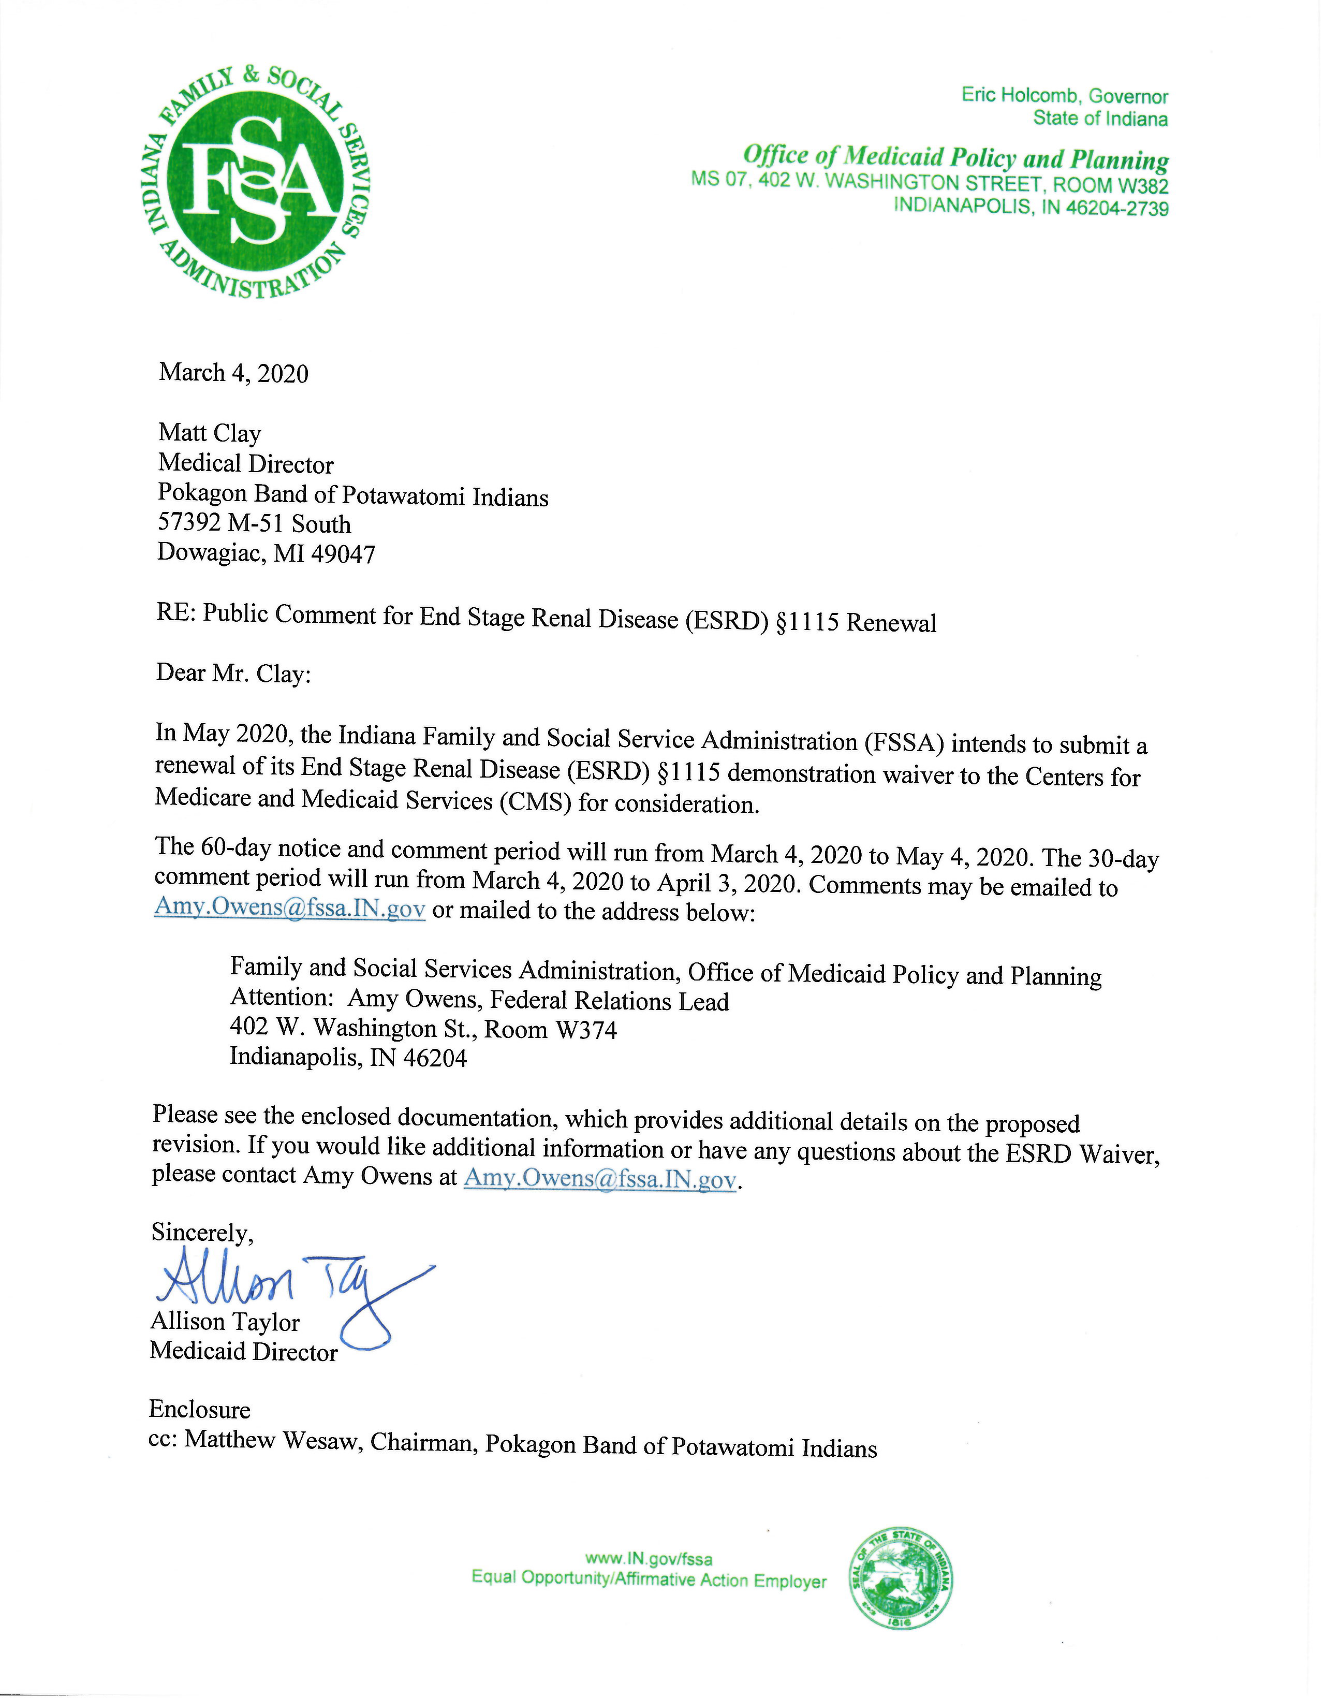 INDIANA FAMILY & SOCIAL SERVICES ADMINISTRATION
FSSA
Eric Holcomb, Governor
State of Indiana
Office of Medicaid Policy and Planning
MS 07, 402 W. WASHINGTON STREET, ROOM W382
INDIANAPOLIS, IN 46204-2739
March 4, 2020
Matt Clay
Medical Director
Pokagon Band of Potawatomi Indians
57392 M-51 South
Dowagiac, MI 49047
RE: Public Comment for End Stage Renal Disease (ESRD) §1115 Renewal
Dear Mr. Clay:
In May 2020, the Indiana Family and Social Service Administration (FSSA) intends to submit a
renewal of its End Stage Renal Disease (ESRD) §1115 demonstration waiver to the Centers for
Medicare and Medicaid Services (CMS) for consideration.
The 60-day notice and comment period will run from March 4, 2020 to May 4, 2020. The 30-day
comment period will run from March 4, 2020 to April 3, 2020. Comments may be emailed to
Amy.Owens@fssa.IN.gov or mailed to the address below:
Family and Social Services Administration, Office of Medicaid Policy and Planning
Attention:  Amy Owens, Federal Relations Lead
402 W. Washington St., Room W374
Indianapolis, IN 46204
Please see the enclosed documentation, which provides additional details on the proposed
revision. If you would like additional information or have any questions about the ESRD Waiver,
please contact Amy Owens at Amy.Owens@fssa.IN.gov.
Sincerely,
Allison Tay
Allison Taylor
Medicaid Director
Enclosure
cc: Matthew Wesaw, Chairman, Pokagon Band of Potawatomi Indians
www.IN.gov/fssa
Equal Opportunity/Affirmative Action Employer
SEAL OF THE STATE OF INDIANA
1816